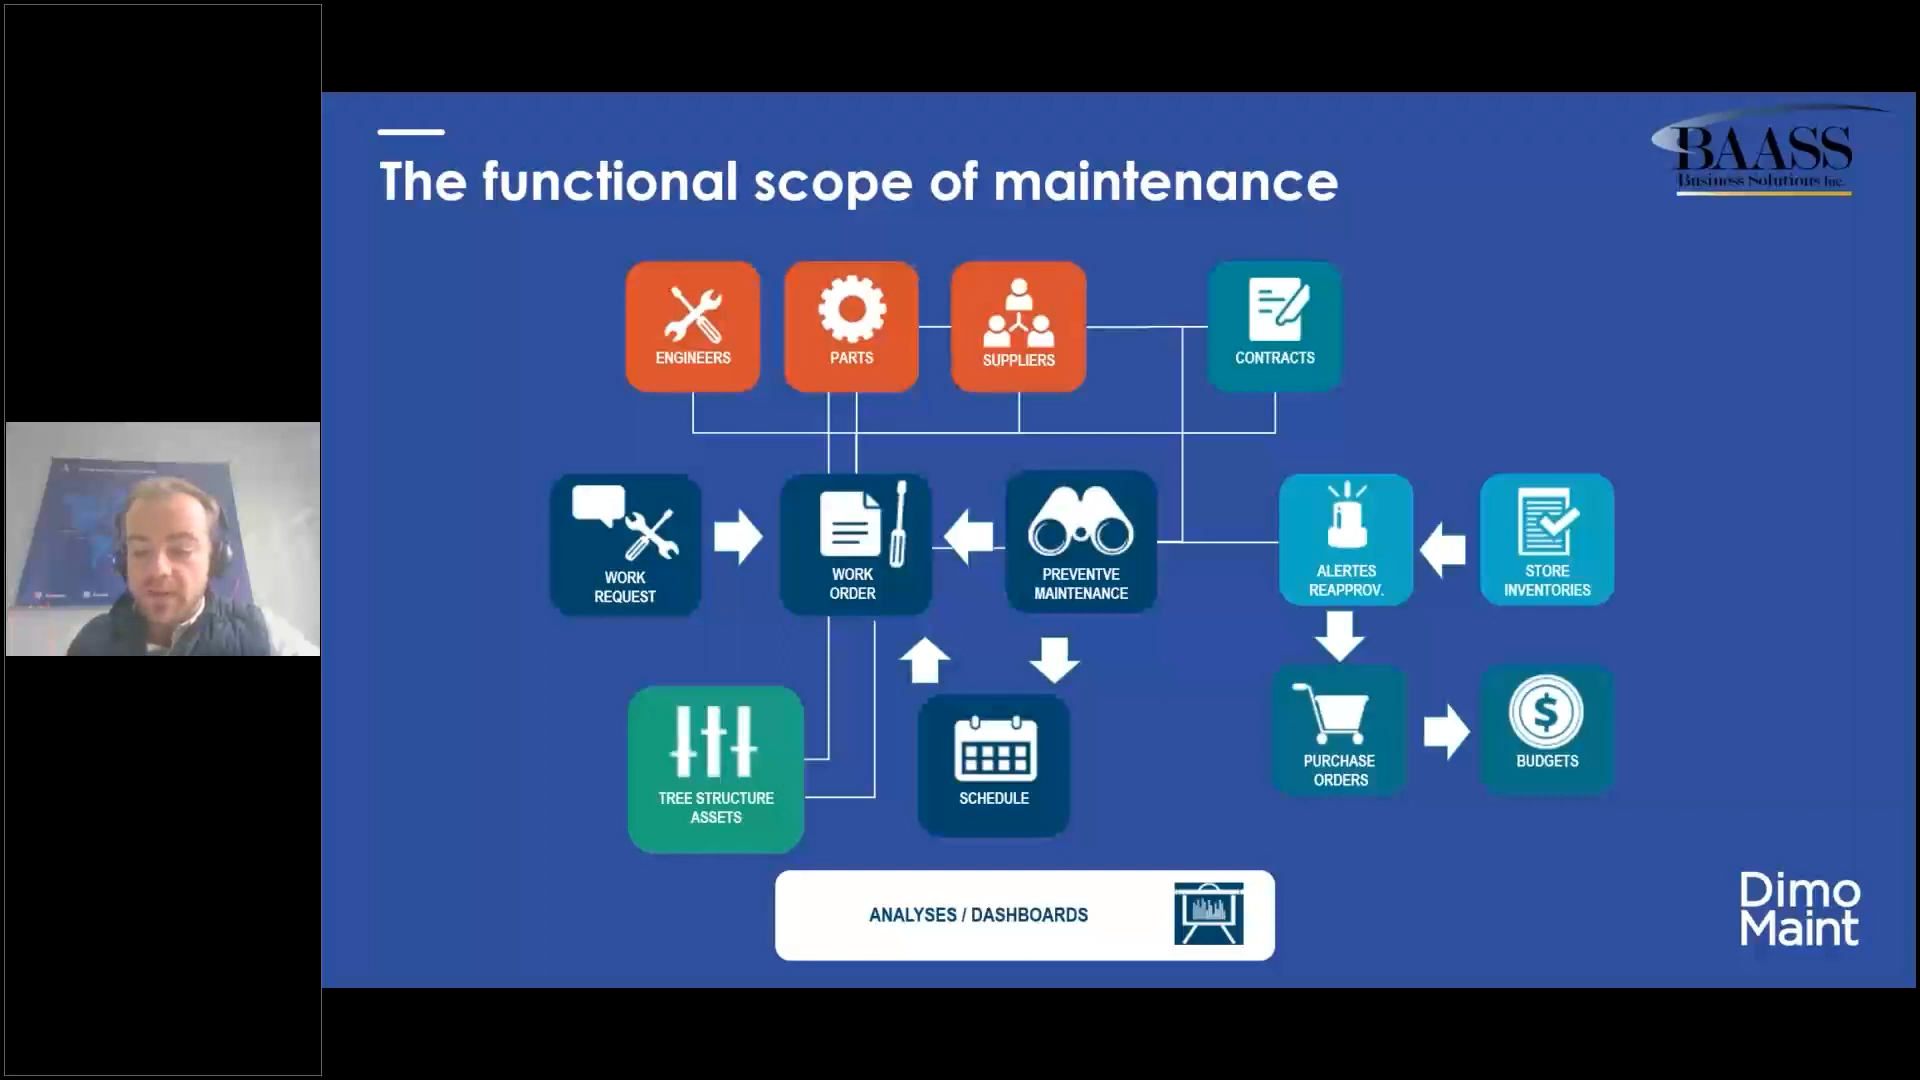 The functional scope of maintenance
BAASS
Business Solutions Inc.
ENGINEERS
PARTS
SUPPLIERS
CONTRACTS
WORK
REQUEST
WORK
ORDER
PREVENTVE
MAINTENANCE
ALERTES
REAPPROV.
STORE
INVENTORIES
TREE STRUCTURE
ASSETS
SCHEDULE
PURCHASE
ORDERS
BUDGETS
ANALYSES / DASHBOARDS
Dimo
Maint